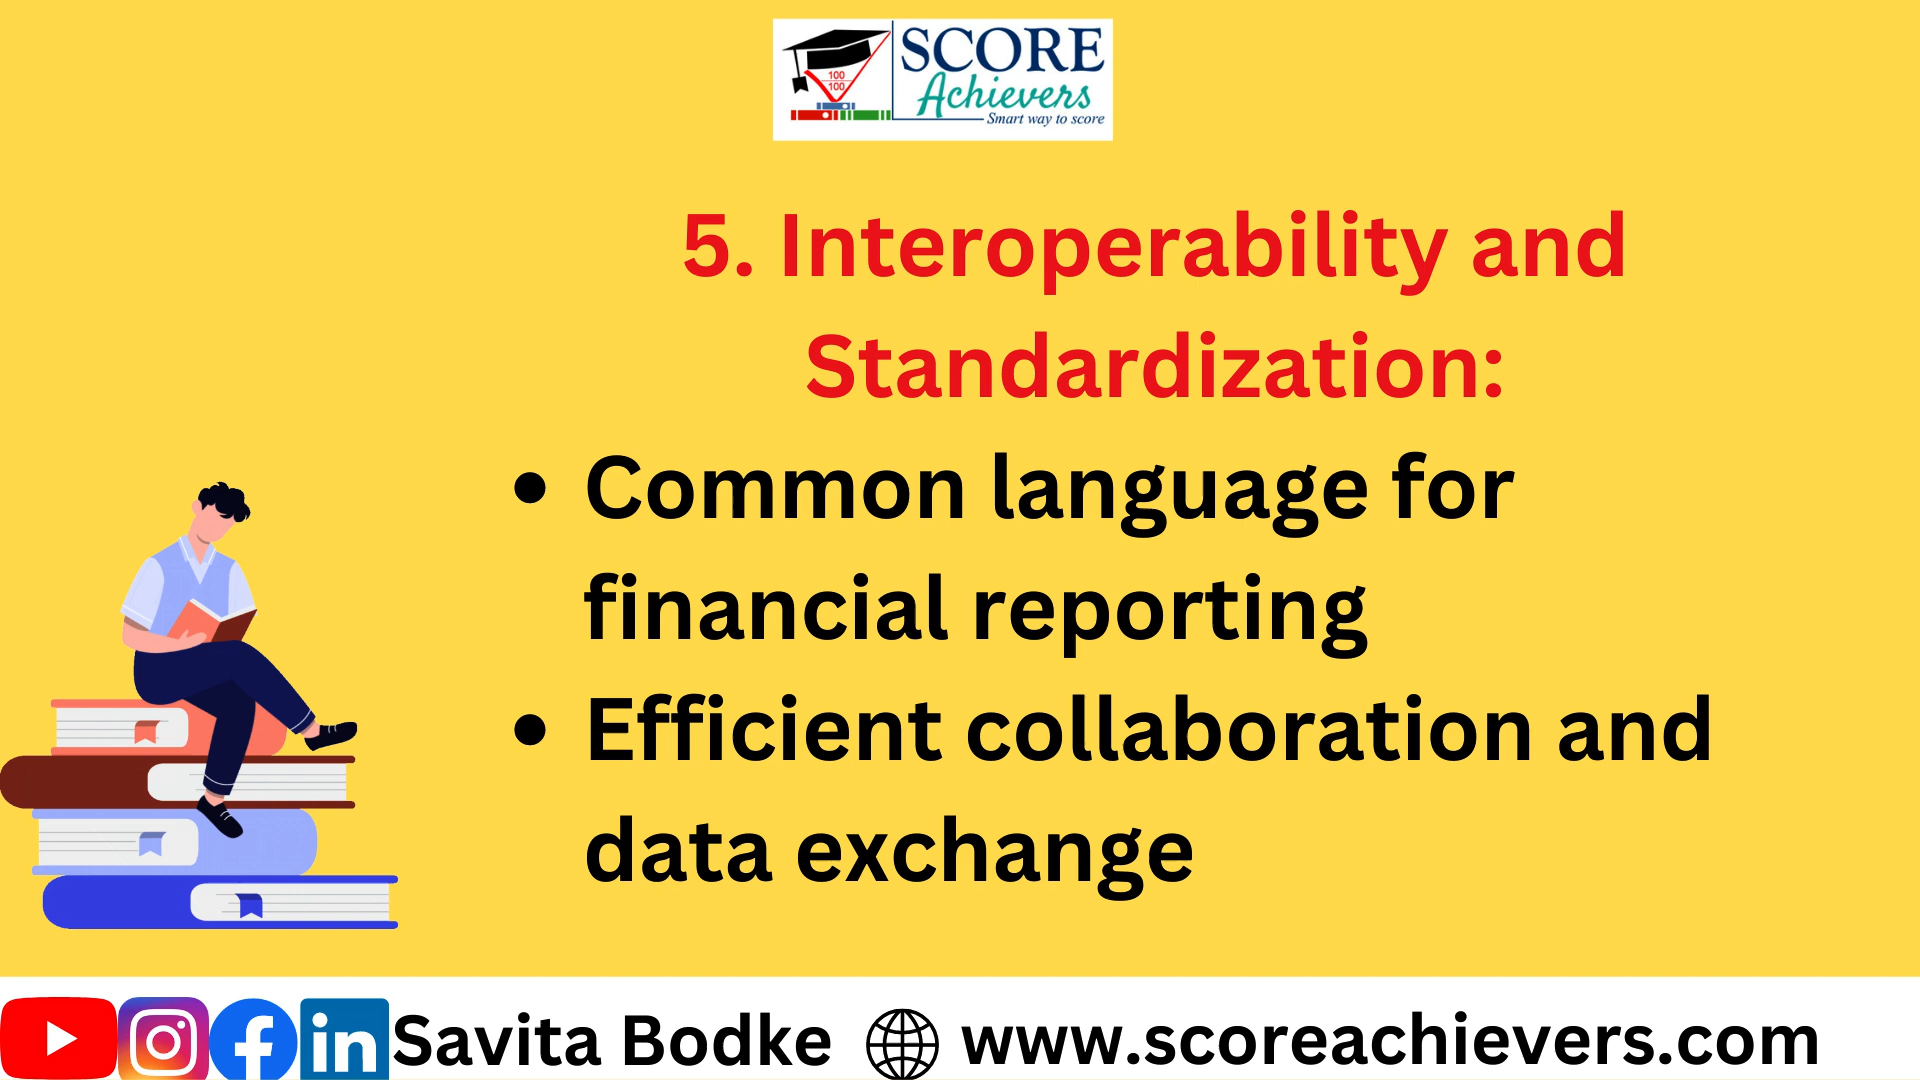 SCORE
Achievers
Smart way to score
100
100
5. Interoperability and
Standardization:
• Common language for
financial reporting
• Efficient collaboration and
data exchange
in Savita Bodke www.scoreachievers.com